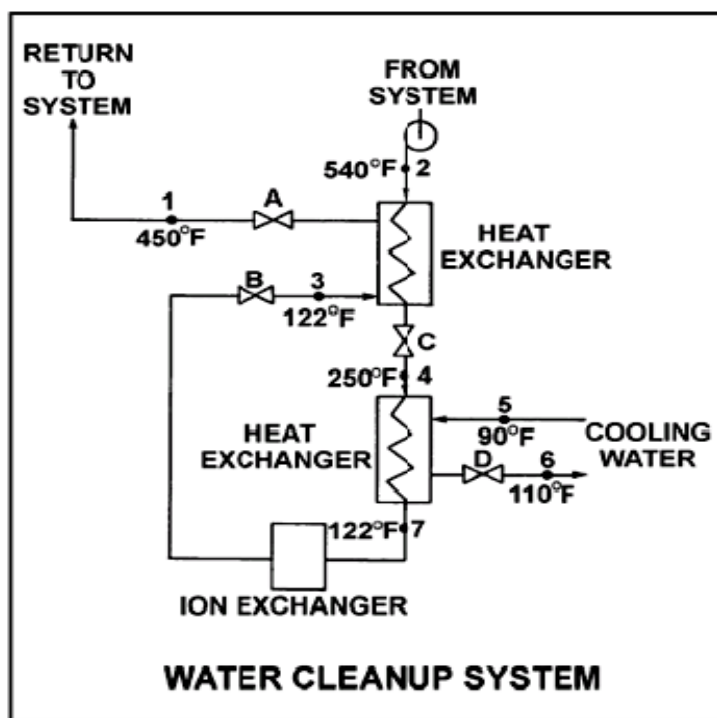 RETURN
TO
SYSTEM
FROM
SYSTEM
540°F 2
1
A
450°F
HEAT
EXCHANGER
B
3
122°F
C
250°F 4
5
90°F
COOLING
WATER
HEAT
EXCHANGER
D
6
110°F
122°F 7
ION EXCHANGER
WATER CLEANUP SYSTEM